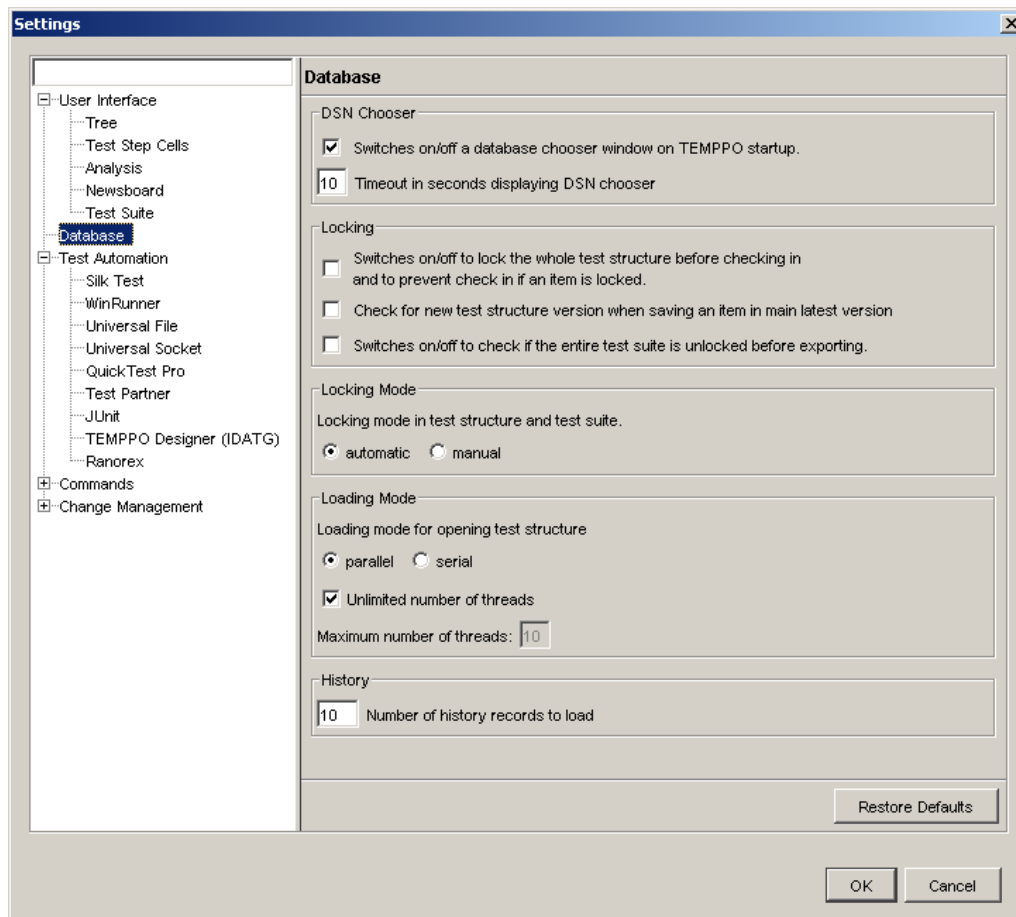 Settings
User Interface
Tree
Test Step Cells
Analysis
Newsboard
Test Suite
Database
Test Automation
Silk Test
WinRunner
Universal File
Universal Socket
QuickTest Pro
Test Partner
JUnit
TEMPPO Designer (IDATG)
Ranorex
Commands
Change Management
Database
DSN Chooser
Switches on/off a database chooser window on TEMPPO startup.
10 Timeout in seconds displaying DSN chooser
Locking
Switches on/off to lock the whole test structure before checking in
and to prevent check in if an item is locked.
Check for new test structure version when saving an item in main latest version
Switches on/off to check if the entire test suite is unlocked before exporting.
Locking Mode
Locking mode in test structure and test suite.
automatic manual
Loading Mode
Loading mode for opening test structure
parallel serial
Unlimited number of threads
Maximum number of threads: 10
History
10 Number of history records to load
Restore Defaults
OK Cancel